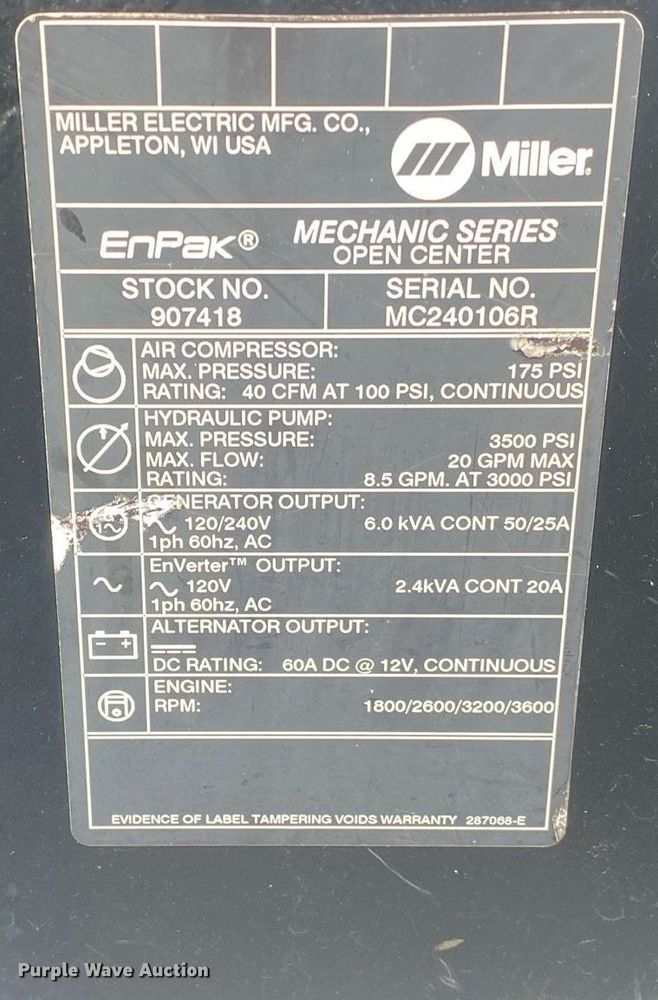 MILLER ELECTRIC MFG. CO.,
APPLETON, WI USA
Miller®
EnPak® MECHANIC SERIES
OPEN CENTER
STOCK NO. SERIAL NO.
907418 MC240106R
AIR COMPRESSOR:
MAX. PRESSURE: 175 PSI
RATING: 40 CFM AT 100 PSI, CONTINUOUS
HYDRAULIC PUMP:
MAX. PRESSURE: 3500 PSI
MAX. FLOW: 20 GPM MAX
RATING: 8.5 GPM. AT 3000 PSI
GENERATOR OUTPUT:
120/240V 6.0 kVA CONT 50/25A
1ph 60hz, AC
EnVerter™ OUTPUT:
120V 2.4kVA CONT 20A
1ph 60hz, AC
ALTERNATOR OUTPUT:
DC RATING: 60A DC @ 12V, CONTINUOUS
ENGINE:
RPM: 1800/2600/3200/3600
EVIDENCE OF LABEL TAMPERING VOIDS WARRANTY 287068-E
Purple Wave Auction